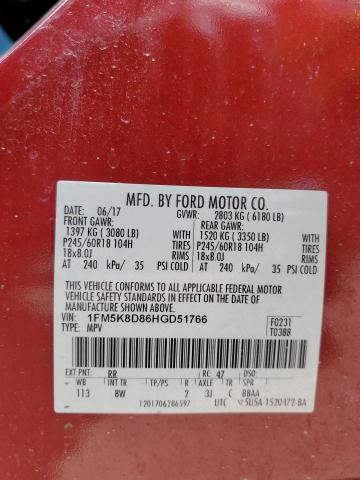 MFD. BY FORD MOTOR CO.
DATE: 06/17 GVWR: 2803 KG ( 6180 LB)
FRONT GAWR: REAR GAWR:
1397 KG ( 3080 LB) WITH 1520 KG ( 3350 LB) WITH
P245/60R18 104H TIRES P245/60R18 104H TIRES
18x8.0J RIMS 18x8.0J RIMS
AT 240 kPa/ 35 PSI COLD AT 240 kPa/ 35 PSI COLD
THIS VEHICLE CONFORMS TO ALL APPLICABLE FEDERAL MOTOR
VEHICLE SAFETY AND BUMPER STANDARDS IN EFFECT ON THE DATE OF
MANUFACTURE SHOWN ABOVE.
VIN: 1FM5K8D86HGD51766 F0231
TYPE: MPV T0388
EXT PNT: RR RC: 47 DSO:
WB INT TR TP/PS R AXLE TR SPR
113 8W 2 3J C BBAA
1201706286597 UTC 5U5A-1520472-BA